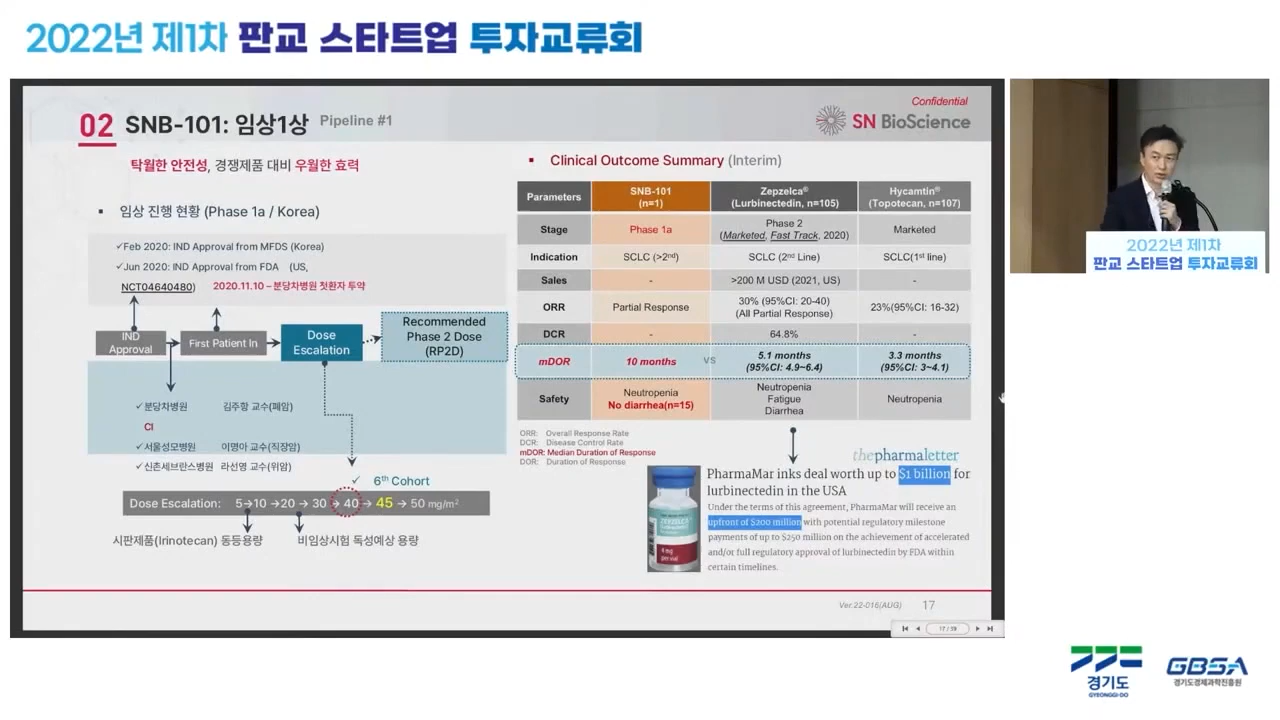 2022년 제1차 판교 스타트업 투자교류회
Confidential
02 SNB-101: 임상1상 Pipeline #1
SN BioScience
탁월한 안전성, 경쟁제품 대비 우월한 효력
▪ 임상 진행 현황 (Phase 1a / Korea)
✓Feb 2020: IND Approval from MFDS (Korea)
✓Jun 2020: IND Approval from FDA (US,
NCT04640480) 2020.11.10 – 분당차병원 첫환자 투약
IND Approval
First Patient In
Dose Escalation
Recommended Phase 2 Dose (RP2D)
✓분당차병원 김주항 교수(폐암)
CI
✓서울성모병원 이명아 교수(직장암)
✓신촌세브란스병원 라선영 교수(위암)
✓ 6th Cohort
Dose Escalation: 5→10 →20 → 30 → 40 → 45 → 50 mg/m²
시판제품(Irinotecan) 동등용량 비임상시험 독성예상 용량
▪ Clinical Outcome Summary (Interim)
Parameters SNB-101 (n=1) Zepzelca® (Lurbinectedin, n=105) Hycamtin® (Topotecan, n=107)
Stage Phase 1a Phase 2 (Marketed, Fast Track, 2020) Marketed
Indication SCLC (>2nd) SCLC (2nd Line) SCLC(1st line)
Sales - >200 M USD (2021, US) -
ORR Partial Response 30% (95%CI: 20-40) (All Partial Response) 23%(95%CI: 16-32)
DCR - 64.8%
mDOR 10 months VS 5.1 months (95%CI: 4.9~6.4) 3.3 months (95%CI: 3~4.1)
Safety Neutropenia No diarrhea(n=15) Neutropenia Fatigue Diarrhea Neutropenia
ORR: Overall Response Rate
DCR: Disease Control Rate
mDOR: Median Duration of Response
DOR: Duration of Response
thepharmaletter
PharmaMar inks deal worth up to $1 billion for
lurbinectedin in the USA
Under the terms of this agreement, PharmaMar will receive an
upfront of $200 million with potential regulatory milestone
payments of up to $250 million on the achievement of accelerated
and/or full regulatory approval of lurbinectedin by FDA within
certain timelines.
ZEPZELCA
4 mg
per vial
Ver.22-016(AUG) 17
17 / 39
2022년 제1차
판교 스타트업 투자교류회
경기도
GYEONGGI-DO
GBSA
경기도경제과학진흥원